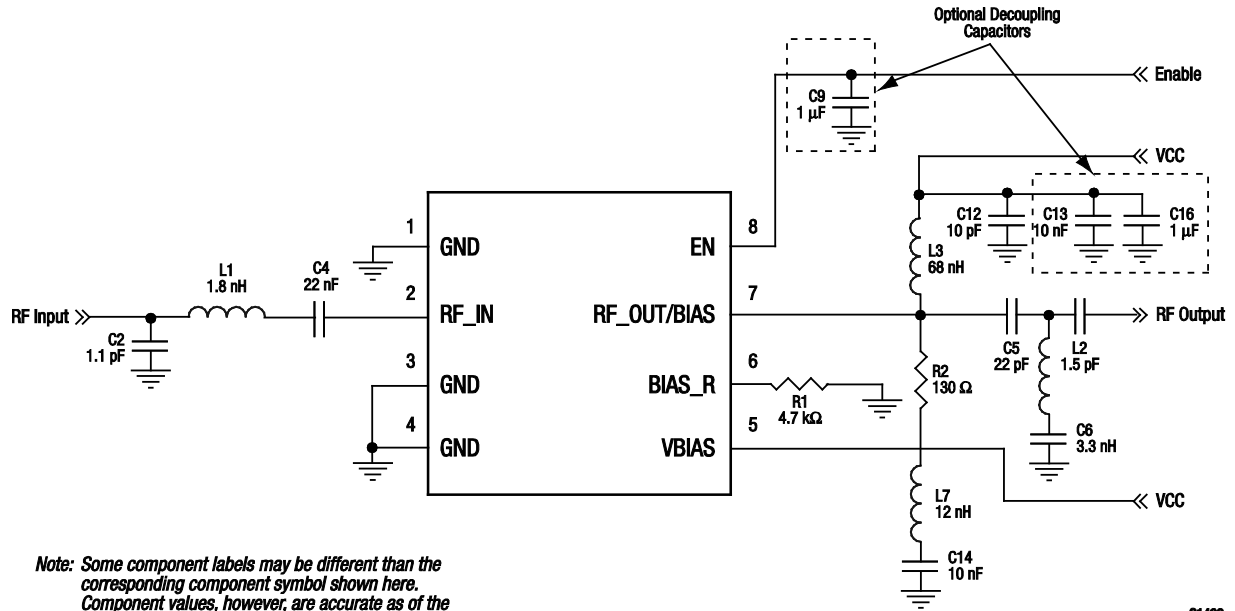 Optional Decoupling
Capacitors
C9
1 µF
Enable
VCC
C12
10 pF
C13
10 nF
C16
1 µF
L3
68 nH
1
GND
8
EN
L1
1.8 nH
C4
22 nF
2
RF_IN
7
RF_OUT/BIAS
RF Input
C2
1.1 pF
RF Output
C5
22 pF
L2
1.5 pF
3
GND
6
BIAS_R
R1
4.7 kΩ
R2
130 Ω
4
GND
5
VBIAS
C6
3.3 nH
VCC
L7
12 nH
C14
10 nF
Note: Some component labels may be different than the
corresponding component symbol shown here.
Component values, however, are accurate as of the